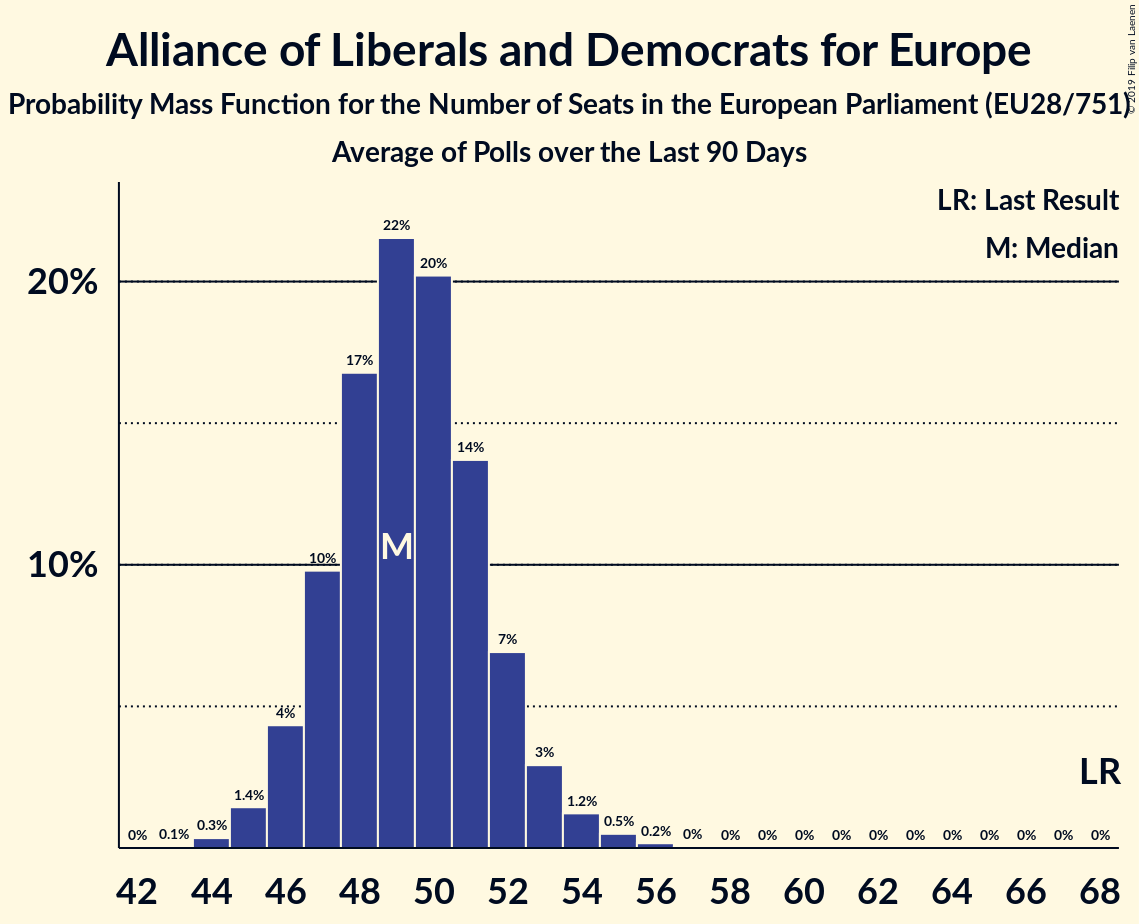 Alliance of Liberals and Democrats for Europe
Probability Mass Function for the Number of Seats in the European Parliament (EU28/751)
Average of Polls over the Last 90 Days
© 2019 Filip van Laenen
LR: Last Result
M: Median
22%
20%
20%
17%
14%
M
10%
10%
7%
4%
3%
LR
1.4%
1.2%
0% 0.1% 0.3% 0.5% 0.2% 0% 0% 0% 0% 0% 0% 0% 0% 0% 0% 0% 0%
42 44 46 48 50 52 54 56 58 60 62 64 66 68